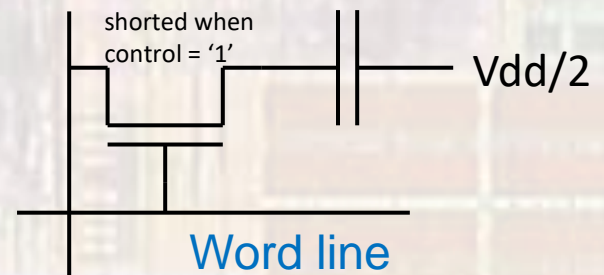 shorted when
control = ‘1’
Vdd/2
Word line